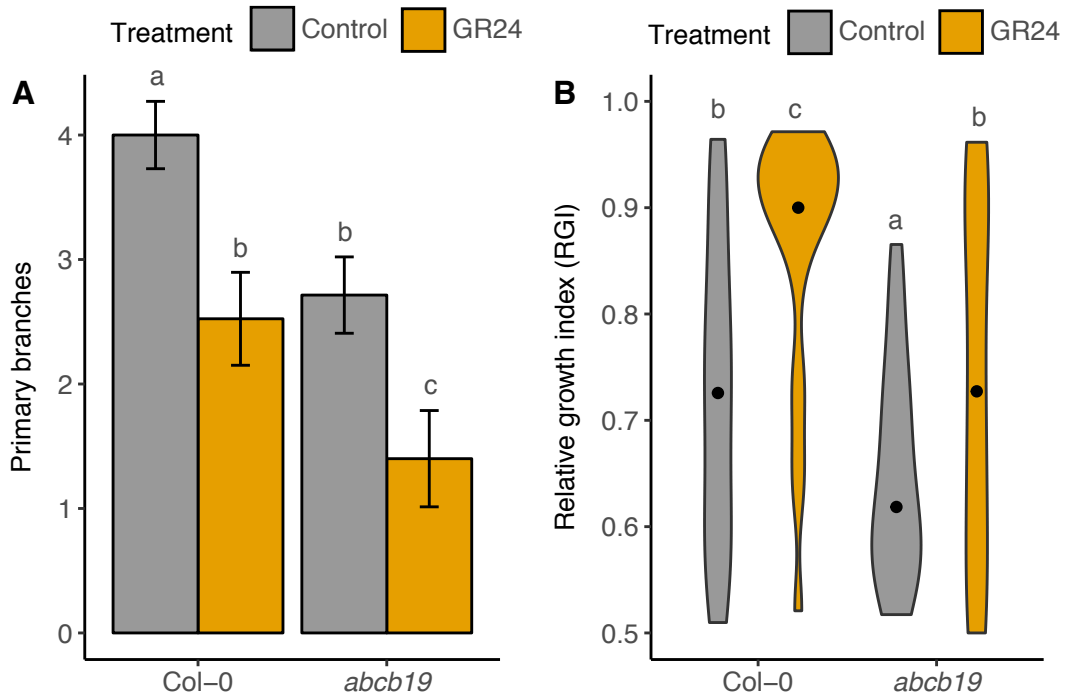 Treatment Control GR24
A
a
b
b
c
Primary branches
4
3
2
1
0
Col−0 abcb19
Treatment Control GR24
B
b
c
a
b
Relative growth index (RGI)
1.0
0.9
0.8
0.7
0.6
0.5
Col−0 abcb19